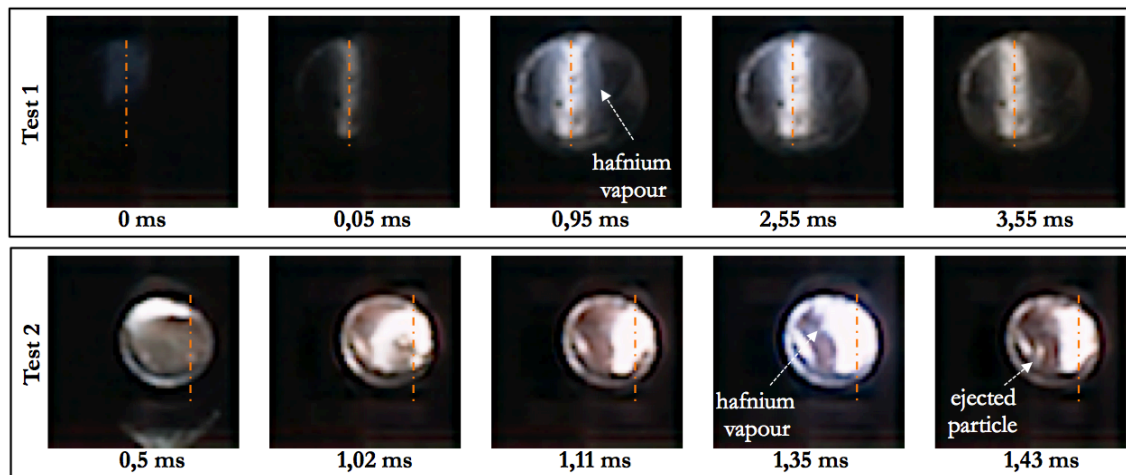 Test 1
hafnium
vapour
0 ms
0,05 ms
0,95 ms
2,55 ms
3,55 ms
Test 2
hafnium
vapour
ejected
particle
0,5 ms
1,02 ms
1,11 ms
1,35 ms
1,43 ms